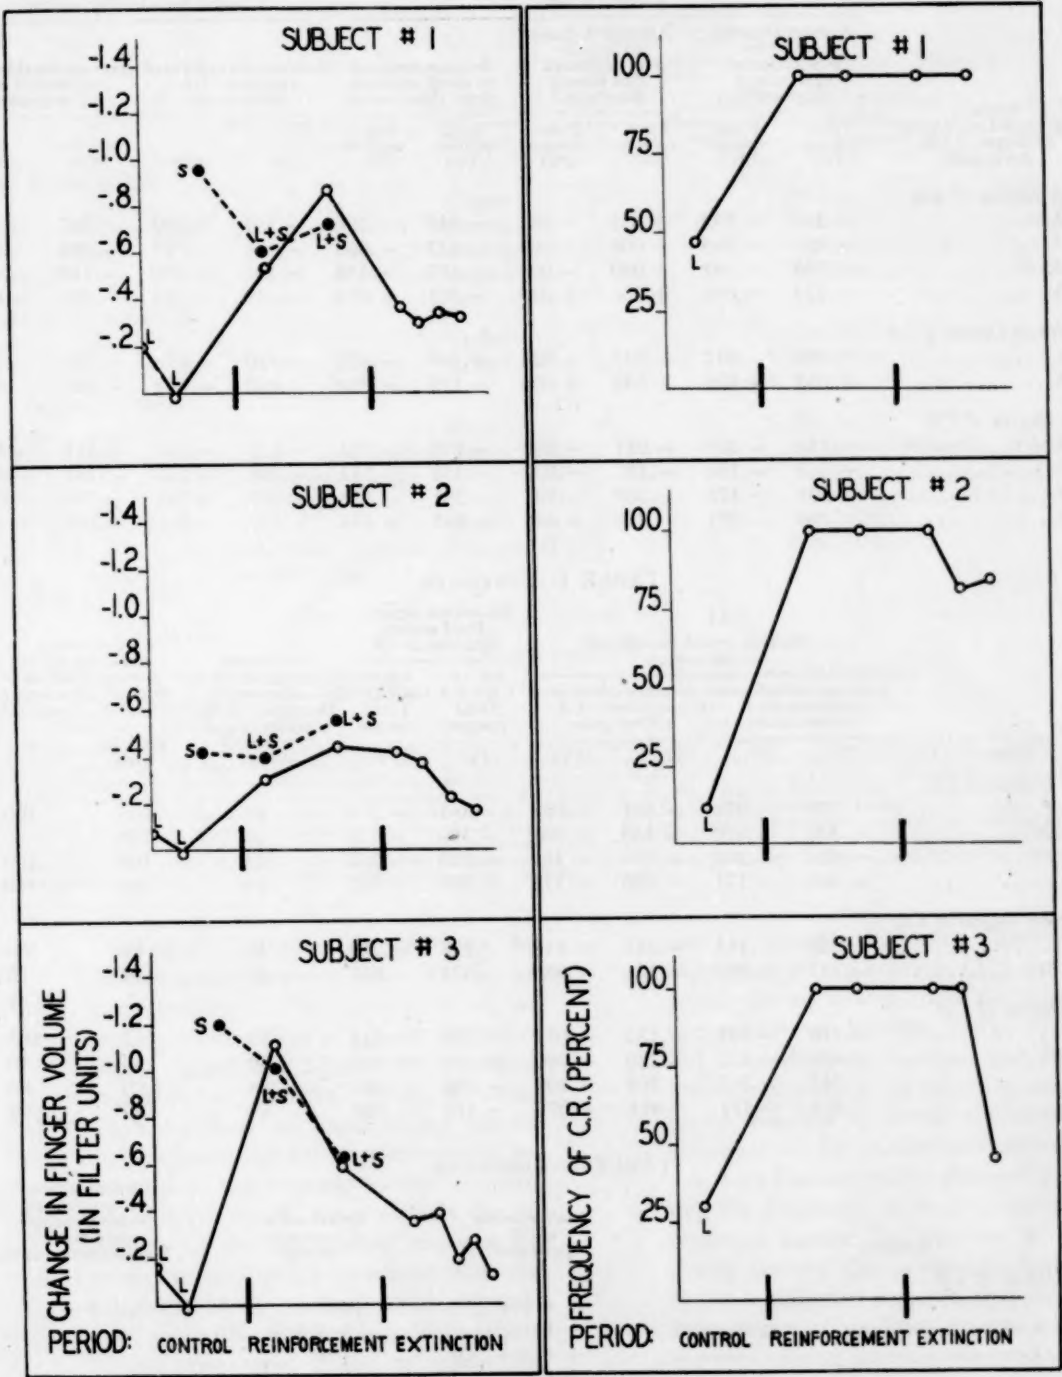 SUBJECT # 1
-1.4
-1.2
-1.0
-.8
-.6
-.4
-.2
S
L+S
L+S
L
L
SUBJECT # 1
100
75
50
25
L
SUBJECT # 2
-1.4
-1.2
-1.0
-.8
-.6
-.4
-.2
S
L+S
L+S
L
L
SUBJECT # 2
100
75
50
25
L
SUBJECT #3
-1.4
-1.2
-1.0
-.8
-.6
-.4
-.2
S
L+S
L+S
L
L
CHANGE IN FINGER VOLUME
(IN FILTER UNITS)
PERIOD: CONTROL REINFORCEMENT EXTINCTION
SUBJECT #3
100
75
50
25
L
FREQUENCY OF C.R.(PERCENT)
PERIOD: CONTROL REINFORCEMENT EXTINCTION